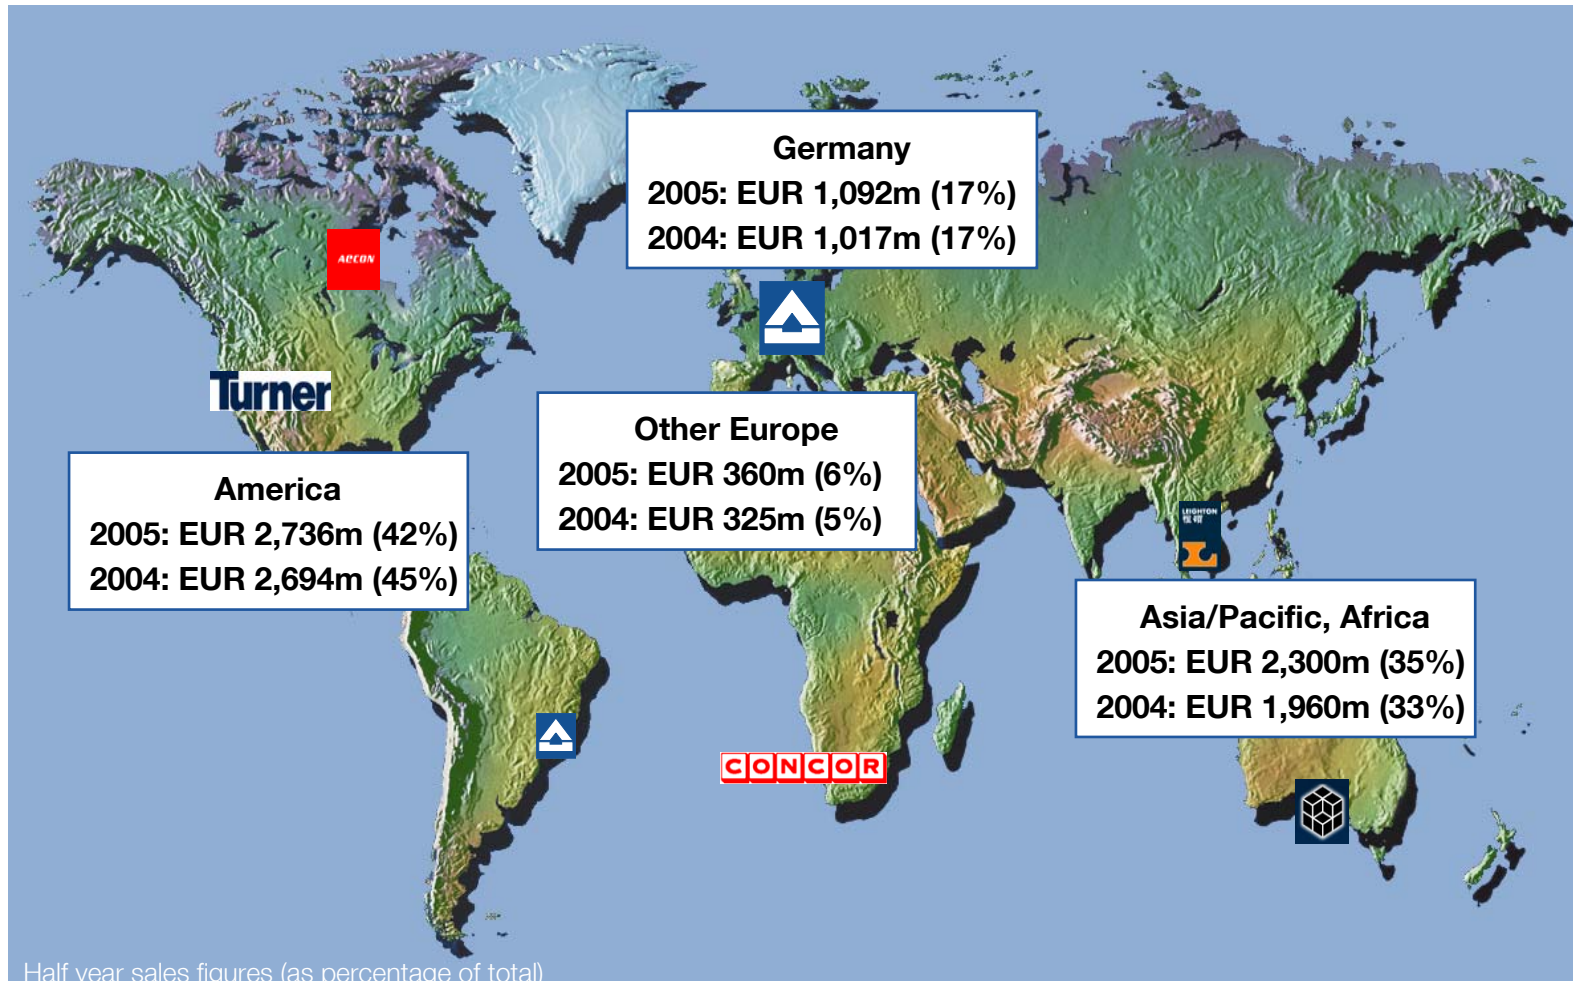 Germany
2005: EUR 1,092m (17%)
2004: EUR 1,017m (17%)
AECON
Turner
Other Europe
2005: EUR 360m (6%)
2004: EUR 325m (5%)
America
2005: EUR 2,736m (42%)
2004: EUR 2,694m (45%)
LEIGHTON
Asia/Pacific, Africa
2005: EUR 2,300m (35%)
2004: EUR 1,960m (33%)
CONCOR
Half year sales figures (as percentage of total)